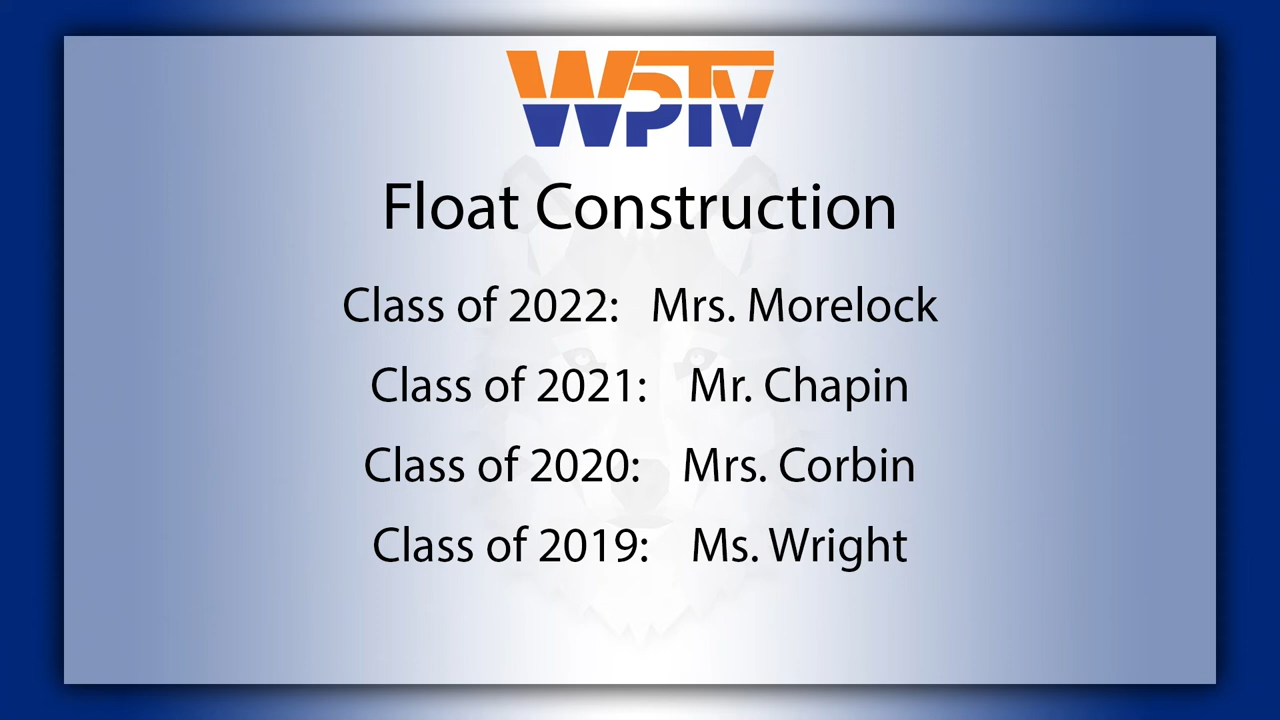 WPTV
Float Construction
Class of 2022: Mrs. Morelock
Class of 2021: Mr. Chapin
Class of 2020: Mrs. Corbin
Class of 2019: Ms. Wright